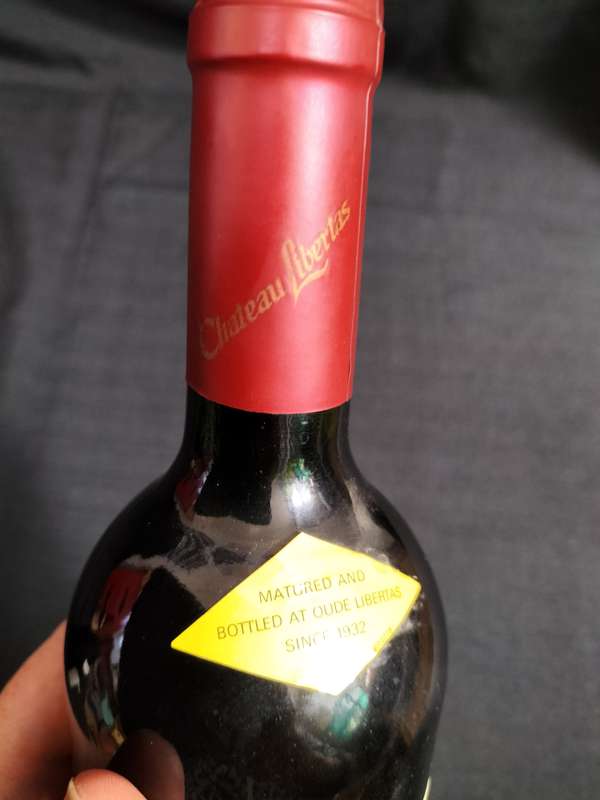 Chateau Libertas
MATURED AND
BOTTLED AT OUDE LIBERTAS
SINCE 1932